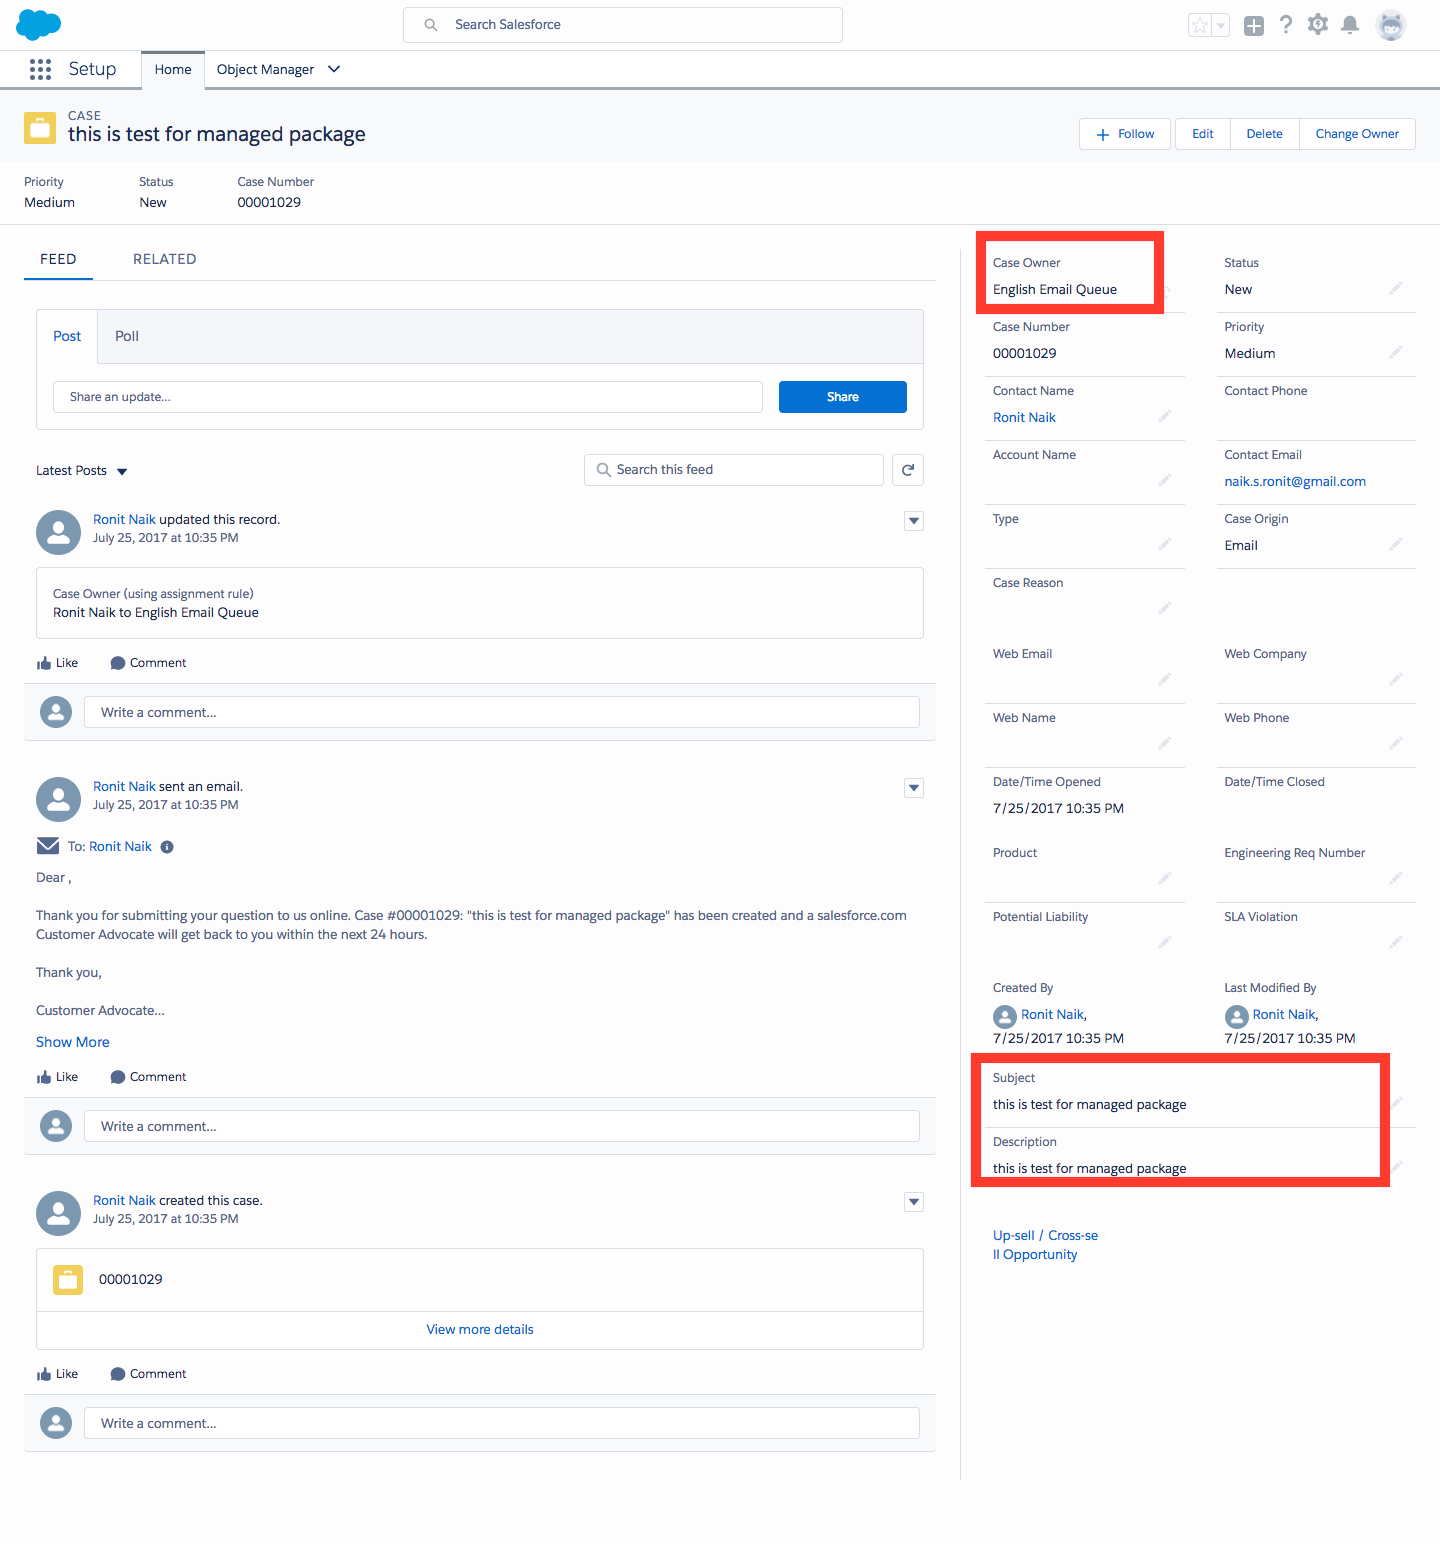 Search Salesforce
Setup
Home
Object Manager
CASE
this is test for managed package
Follow
Edit
Delete
Change Owner
Priority
Status
Case Number
Medium
New
00001029
FEED
RELATED
Post
Poll
Share an update...
Share
Latest Posts
Search this feed
Ronit Naik updated this record.
July 25, 2017 at 10:35 PM
Case Owner (using assignment rule)
Ronit Naik to English Email Queue
Like
Comment
Write a comment...
Ronit Naik sent an email.
July 25, 2017 at 10:35 PM
To: Ronit Naik
Dear ,
Thank you for submitting your question to us online. Case #00001029: "this is test for managed package" has been created and a salesforce.com
Customer Advocate will get back to you within the next 24 hours.
Thank you,
Customer Advocate...
Show More
Like
Comment
Write a comment...
Ronit Naik created this case.
July 25, 2017 at 10:35 PM
00001029
View more details
Like
Comment
Write a comment...
Case Owner
English Email Queue
Status
New
Case Number
00001029
Priority
Medium
Contact Name
Ronit Naik
Contact Phone
Account Name
Contact Email
naik.s.ronit@gmail.com
Type
Case Origin
Email
Case Reason
Web Email
Web Company
Web Name
Web Phone
Date/Time Opened
7/25/2017 10:35 PM
Date/Time Closed
Product
Engineering Req Number
Potential Liability
SLA Violation
Created By
Ronit Naik,
7/25/2017 10:35 PM
Last Modified By
Ronit Naik,
7/25/2017 10:35 PM
Subject
this is test for managed package
Description
this is test for managed package
Up-sell / Cross-se
ll Opportunity